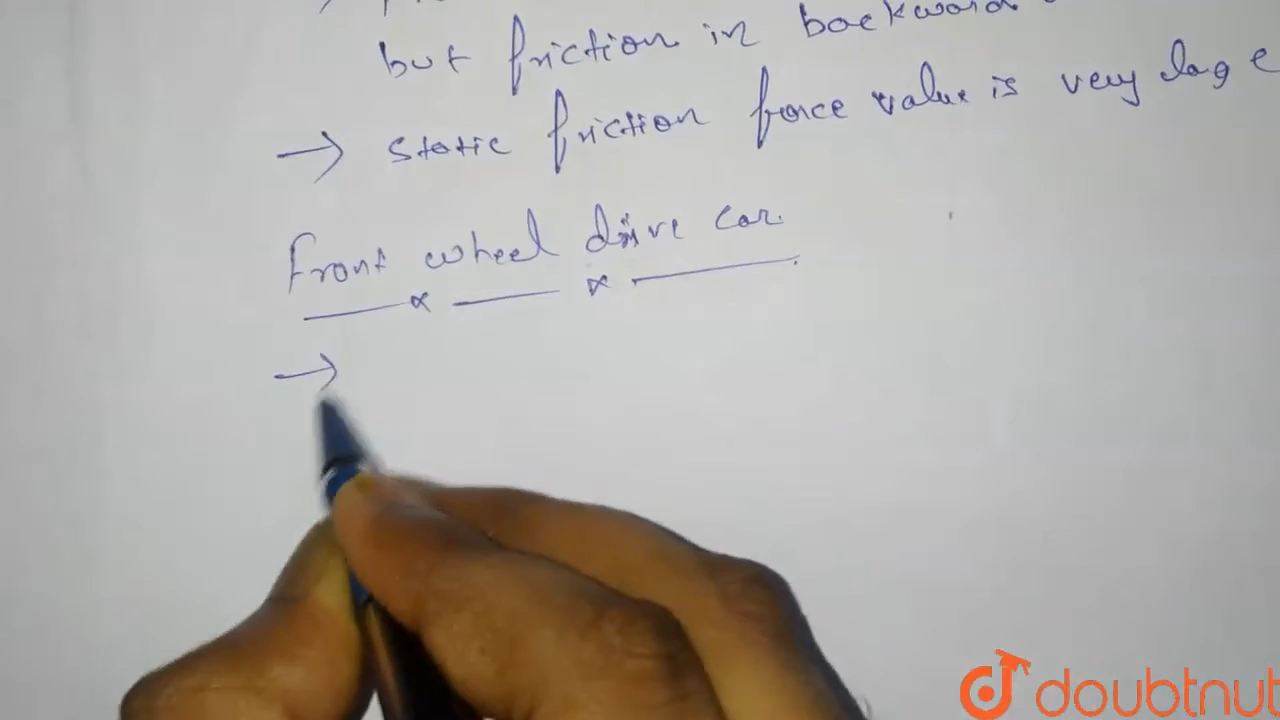 but friction in backward
→ static friction force value is very lage
Front wheel drive car.
→
doubtnut